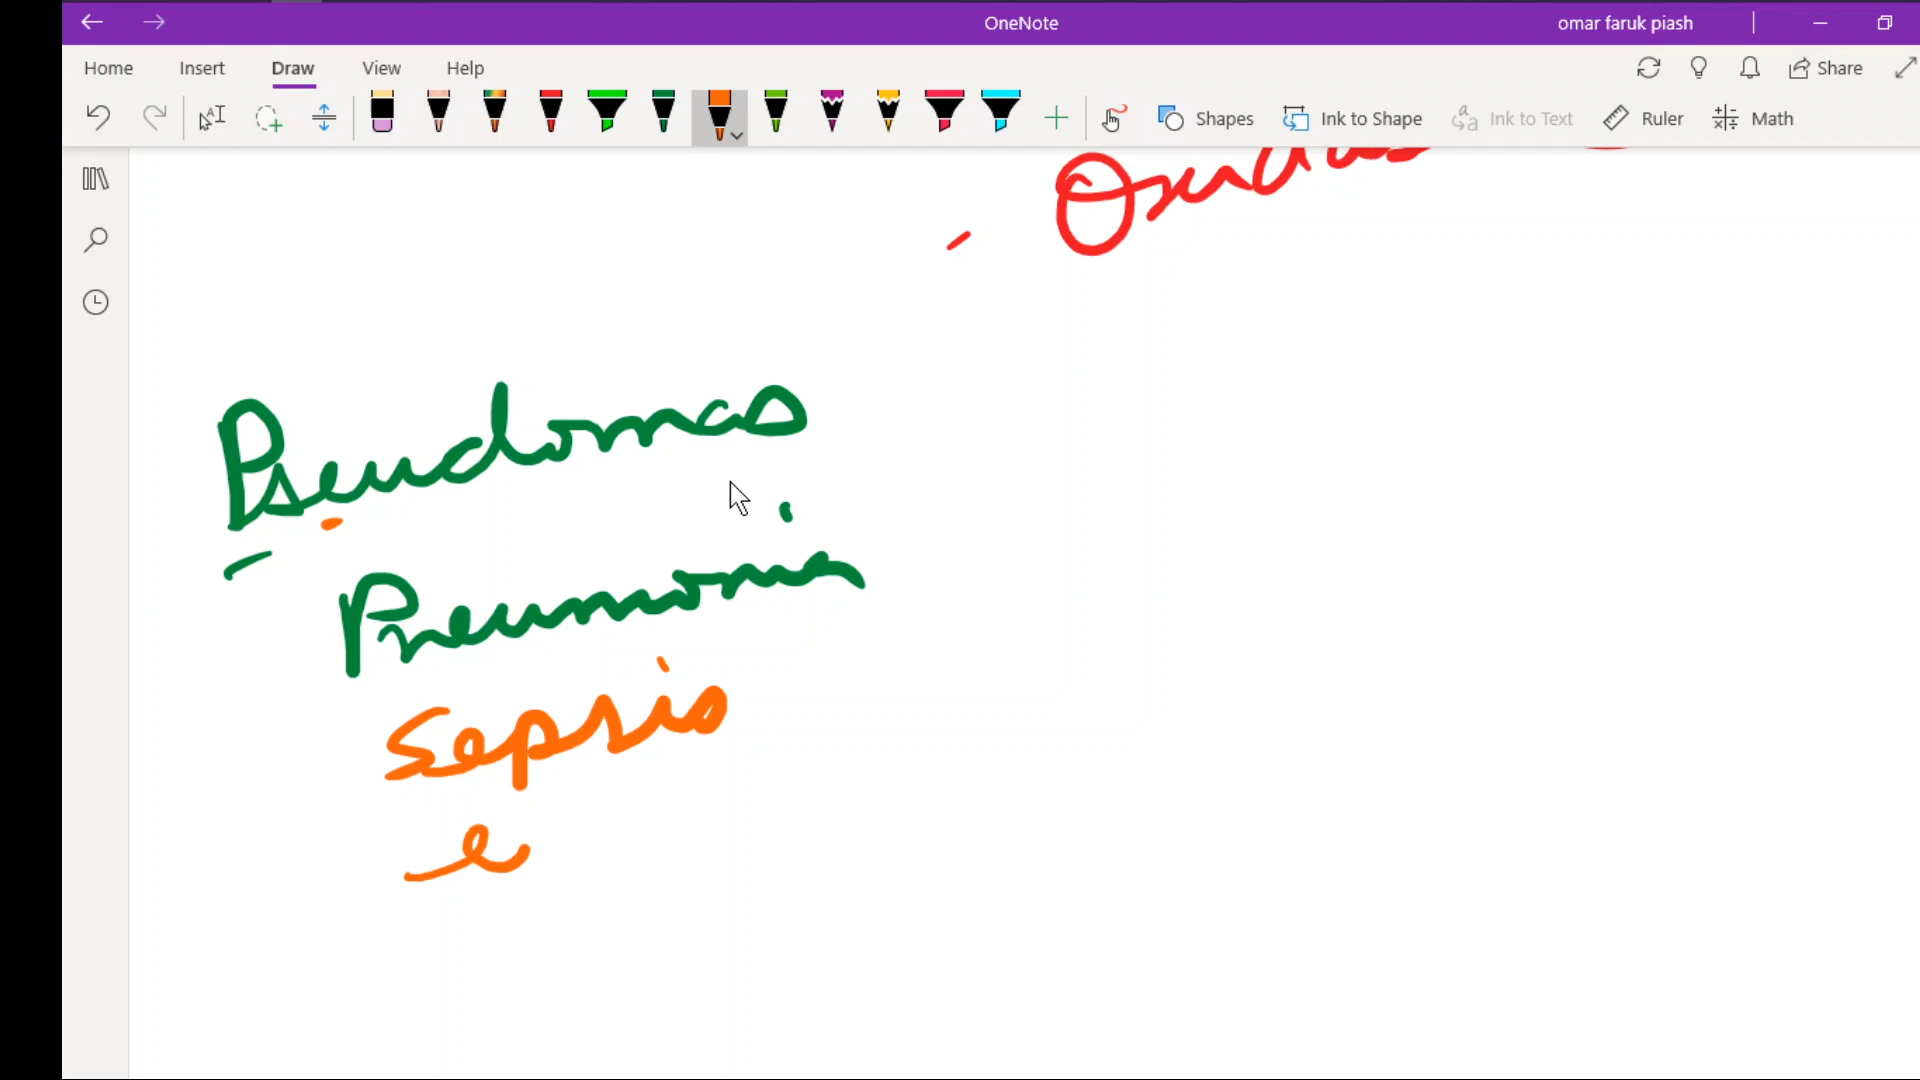 OneNote
omar faruk piash
Home Insert Draw View Help
Share
Shapes Ink to Shape Ink to Text Ruler Math
Pseudomas
Pneumonia
sepsis
e